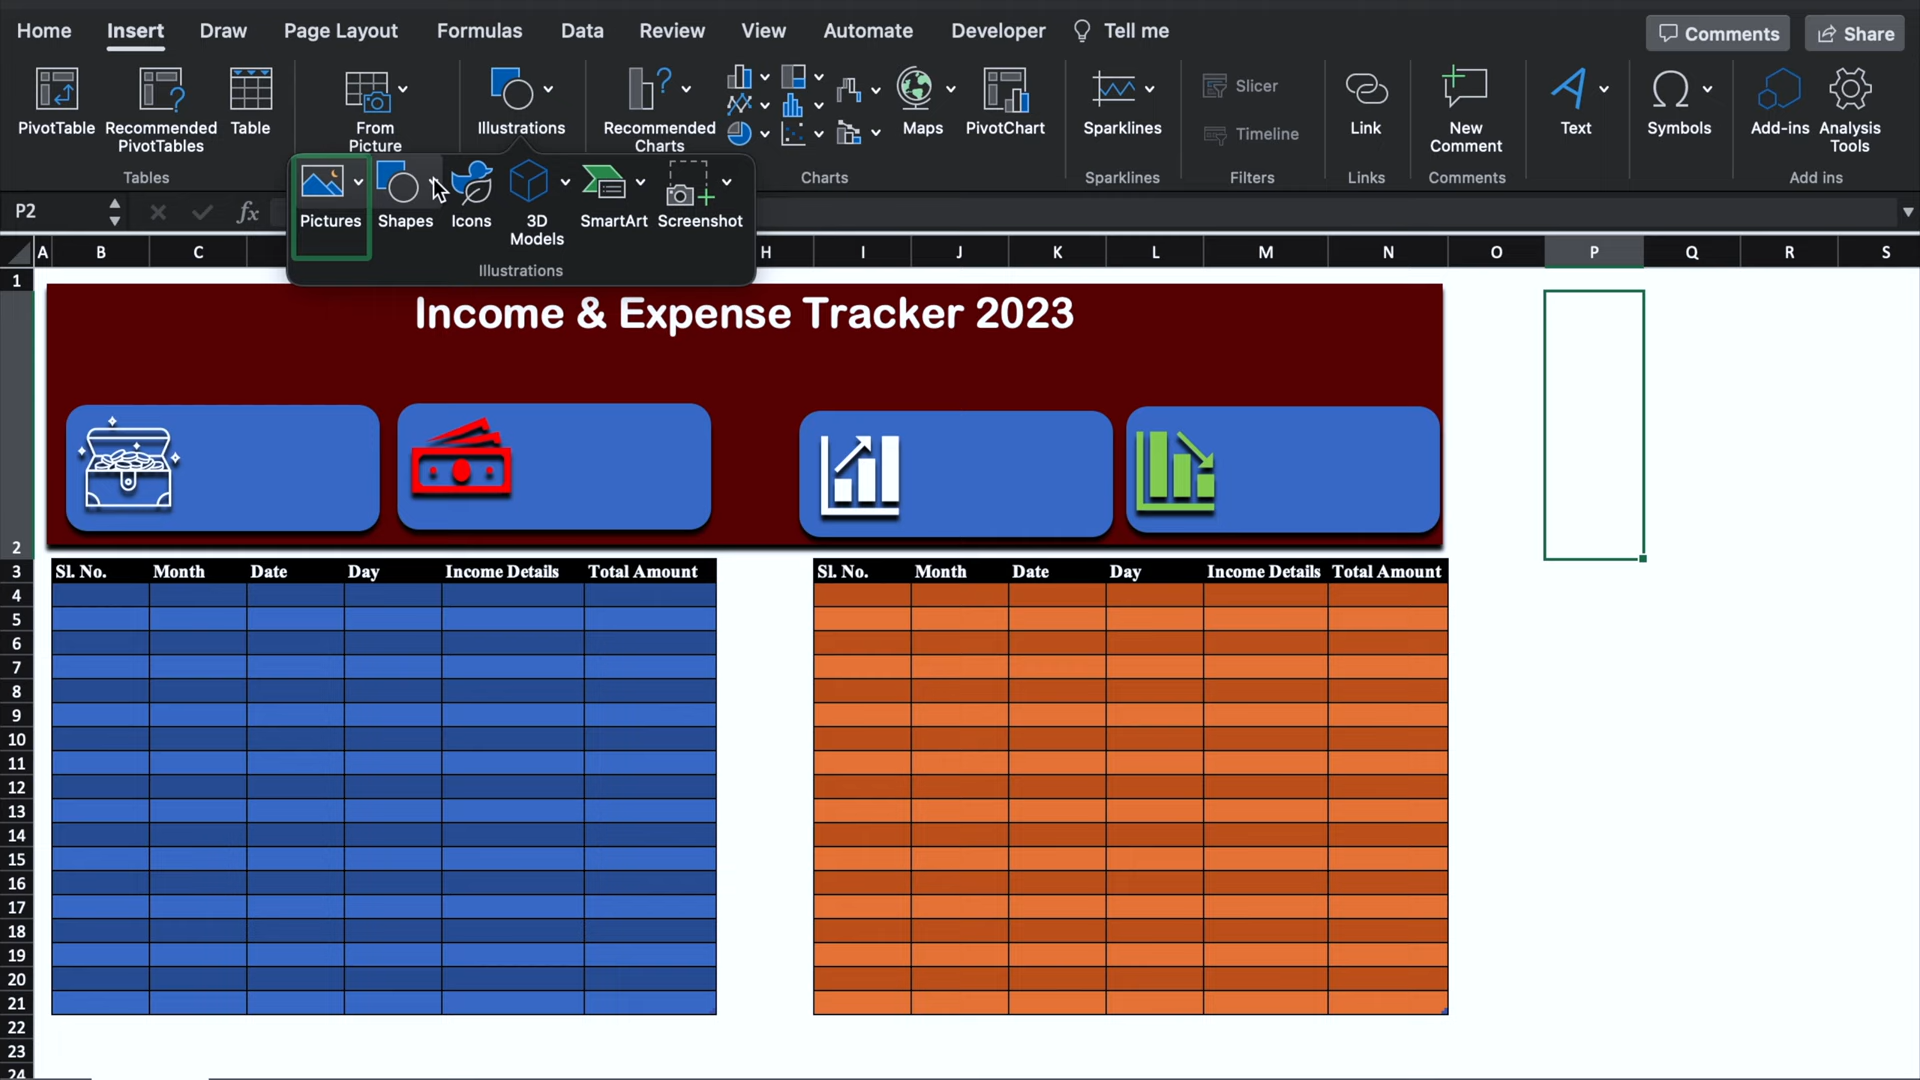 Home Insert Draw Page Layout Formulas Data Review View Automate Developer Tell me Comments Share
PivotTable Recommended PivotTables Table From Picture Illustrations Recommended Charts Maps PivotChart Sparklines Slicer Timeline Link New Comment Text Symbols Add-ins Analysis Tools
Tables Charts Sparklines Filters Links Comments Add ins
Pictures Shapes Icons 3D Models SmartArt Screenshot
Illustrations
P2 fx
A B C H I J K L M N O P Q R S
1
Income & Expense Tracker 2023
2
3 Sl. No. Month Date Day Income Details Total Amount Sl. No. Month Date Day Income Details Total Amount
4
5
6
7
8
9
10
11
12
13
14
15
16
17
18
19
20
21
22
23
24